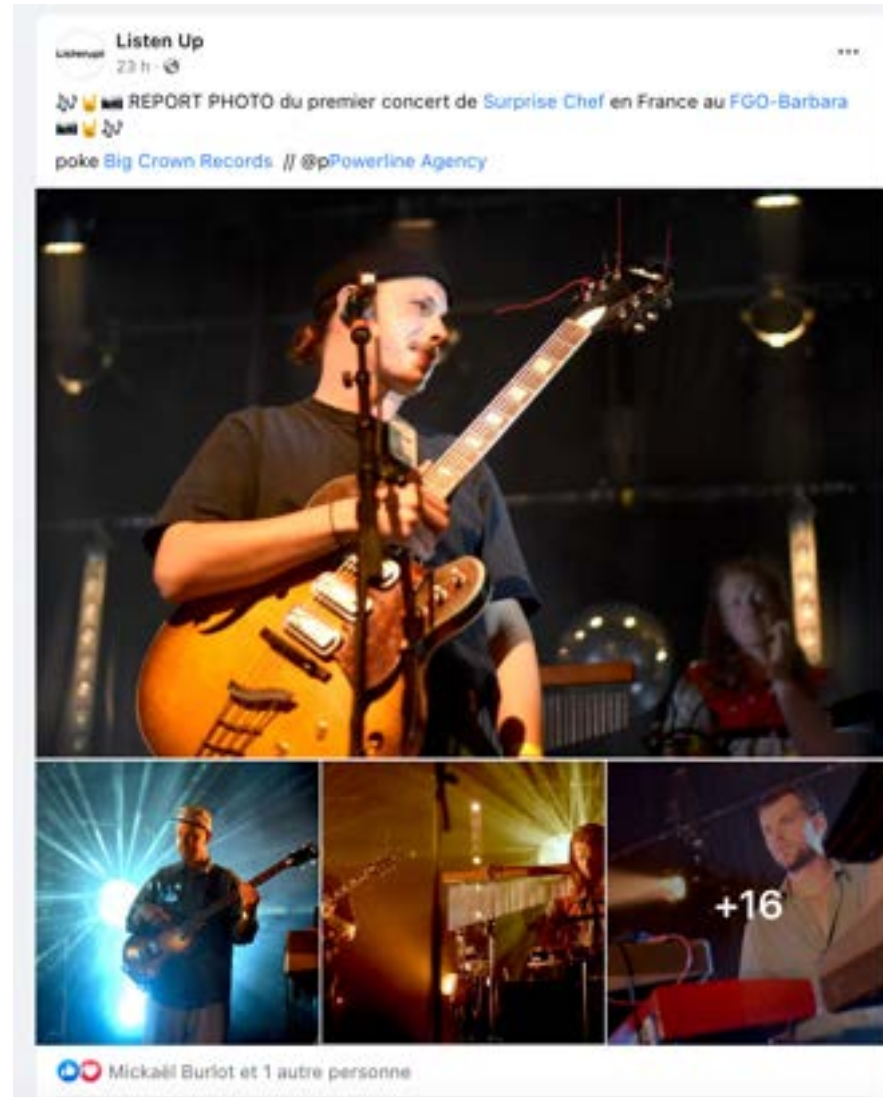 Listenup!
Listen Up
23 h ·
🎶🤘📸 REPORT PHOTO du premier concert de Surprise Chef en France au FGO-Barbara
📸🤘🎶
poke Big Crown Records // @pPowerline Agency
+16
Mickaël Burlot et 1 autre personne